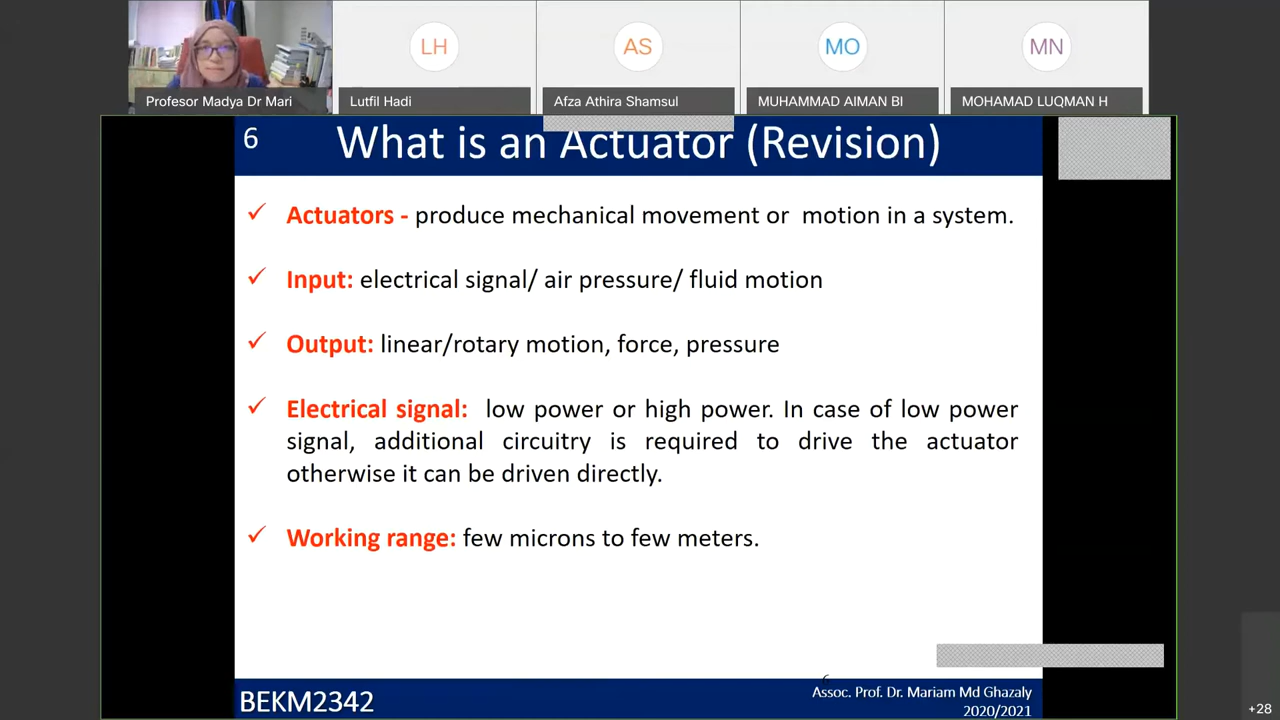 LH
AS
MO
MN
Profesor Madya Dr Mari
Lutfil Hadi
Afza Athira Shamsul
MUHAMMAD AIMAN BI
MOHAMAD LUQMAN H
6
What is an Actuator (Revision)
Actuators - produce mechanical movement or motion in a system.
Input: electrical signal/ air pressure/ fluid motion
Output: linear/rotary motion, force, pressure
Electrical signal: low power or high power. In case of low power
signal, additional circuitry is required to drive the actuator
otherwise it can be driven directly.
Working range: few microns to few meters.
6
BEKM2342
Assoc. Prof. Dr. Mariam Md Ghazaly
2020/2021
+28